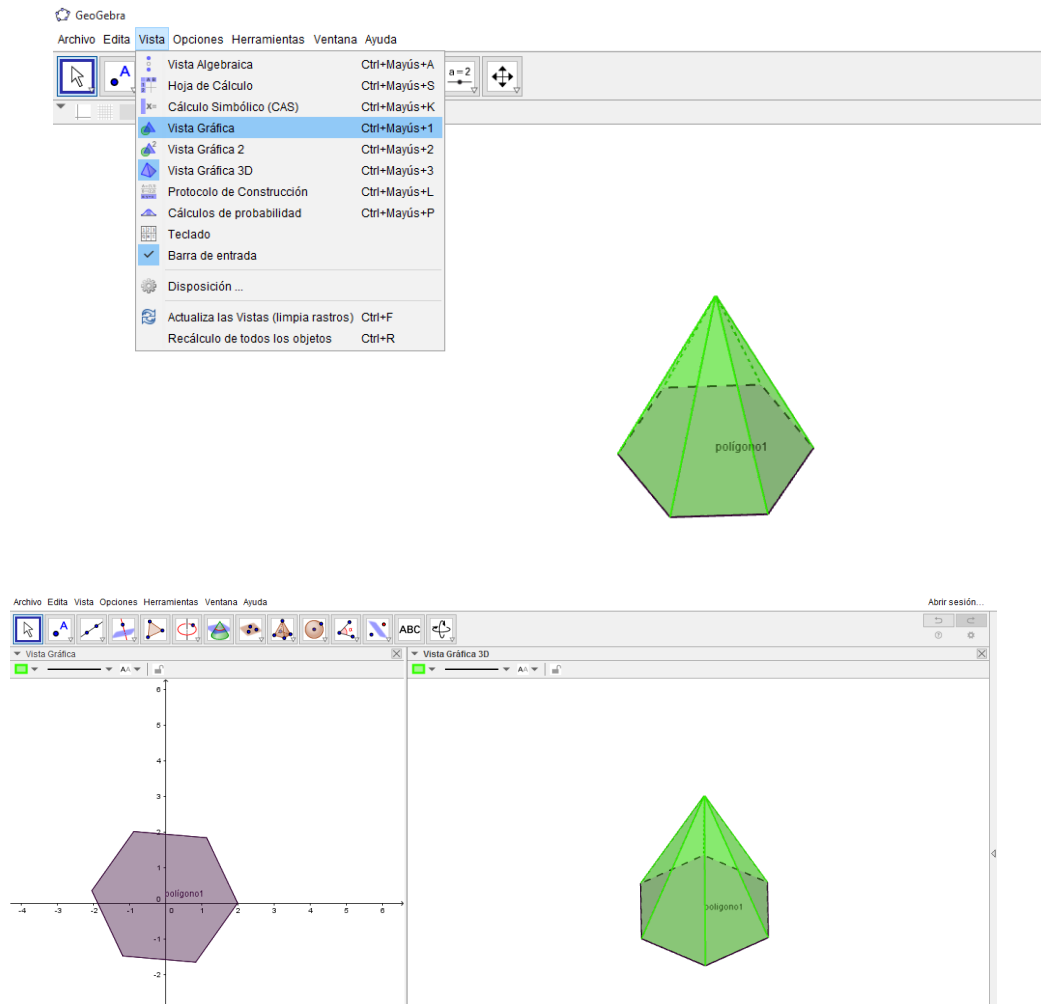 GeoGebra
Archivo Edita Vista Opciones Herramientas Ventana Ayuda
A
a=2
Vista Algebraica Ctrl+Mayús+A
Hoja de Cálculo Ctrl+Mayús+S
x= Cálculo Simbólico (CAS) Ctrl+Mayús+K
Vista Gráfica Ctrl+Mayús+1
2 Vista Gráfica 2 Ctrl+Mayús+2
Vista Gráfica 3D Ctrl+Mayús+3
Protocolo de Construcción Ctrl+Mayús+L
Cálculos de probabilidad Ctrl+Mayús+P
Teclado
Barra de entrada
Disposición ...
Actualiza las Vistas (limpia rastros) Ctrl+F
Recálculo de todos los objetos Ctrl+R
polígono1
Archivo Edita Vista Opciones Herramientas Ventana Ayuda
Abrir sesión...
A
ABC
Vista Gráfica
Vista Gráfica 3D
AA
AA
6
5
4
3
2
1
0
-1
-2
-4 -3 -2 -1 0 1 2 3 4 5 6
polígono1
polígono1